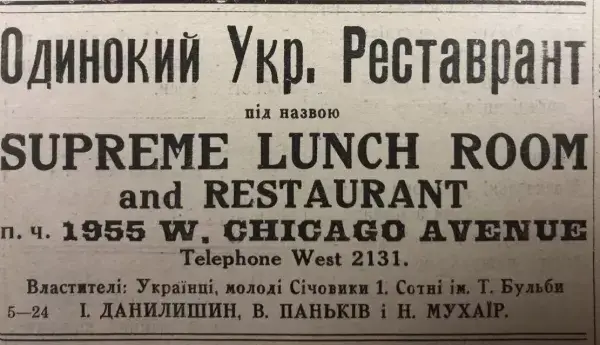 Одинокий Укр. Реставрант
під назвою
SUPREME LUNCH ROOM
and RESTAURANT
п. ч. 1955 W. CHICAGO AVENUE
Telephone West 2131.
Властителі: Українці, молоді Січовики 1. Сотні ім. Т. Бульби
5—24 І. ДАНИЛИШИН, В. ПАНЬКІВ і Н. МУХАЇР.